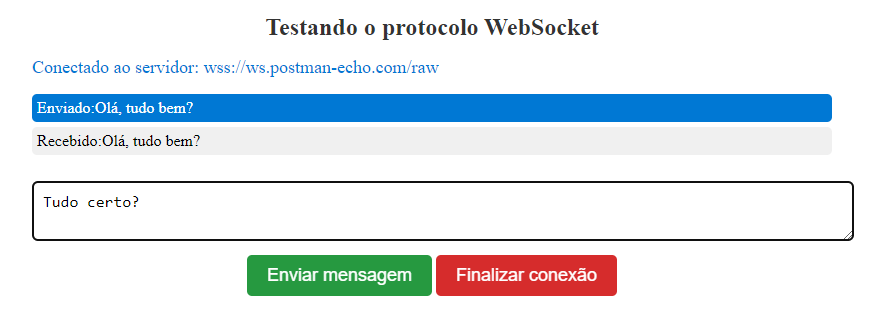 Testando o protocolo WebSocket
Conectado ao servidor: wss://ws.postman-echo.com/raw
Enviado:Olá, tudo bem?
Recebido:Olá, tudo bem?
Tudo certo?
Enviar mensagem Finalizar conexão